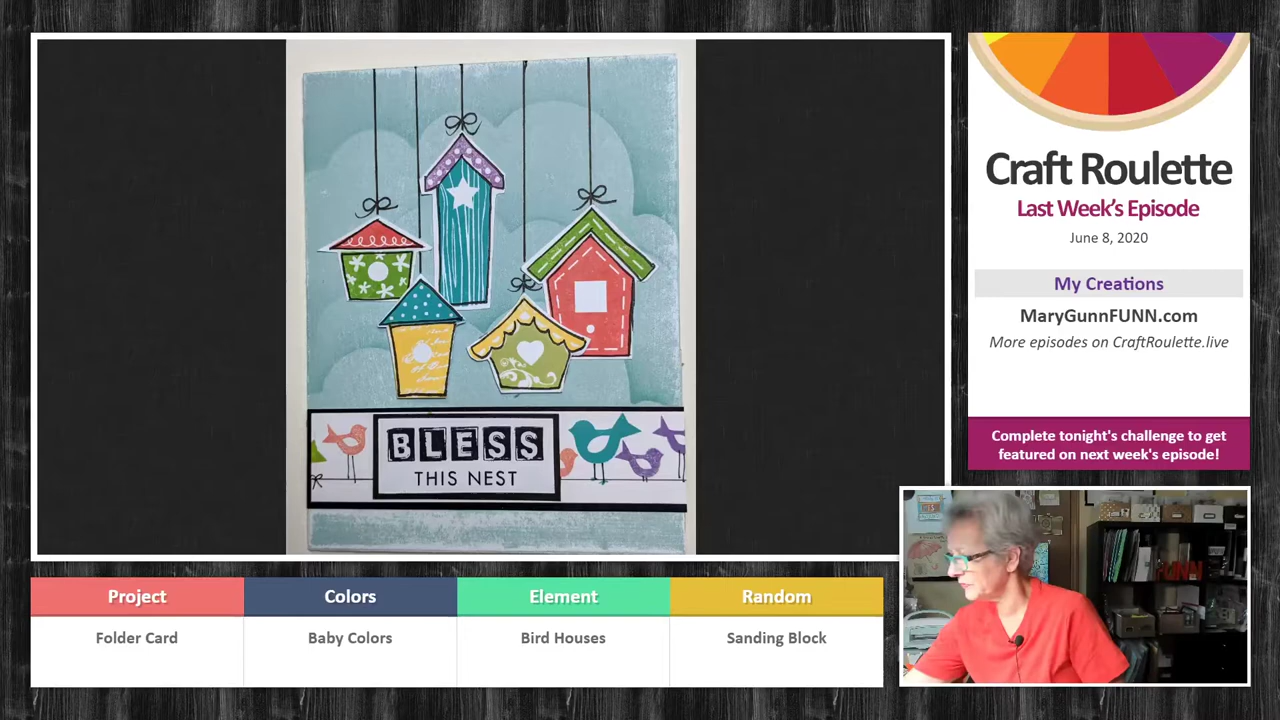 BLESS
THIS NEST
Craft Roulette
Last Week's Episode
June 8, 2020
My Creations
MaryGunnFUNN.com
More episodes on CraftRoulette.live
Complete tonight's challenge to get
featured on next week's episode!
Project
Colors
Element
Random
Folder Card
Baby Colors
Bird Houses
Sanding Block
FUNN